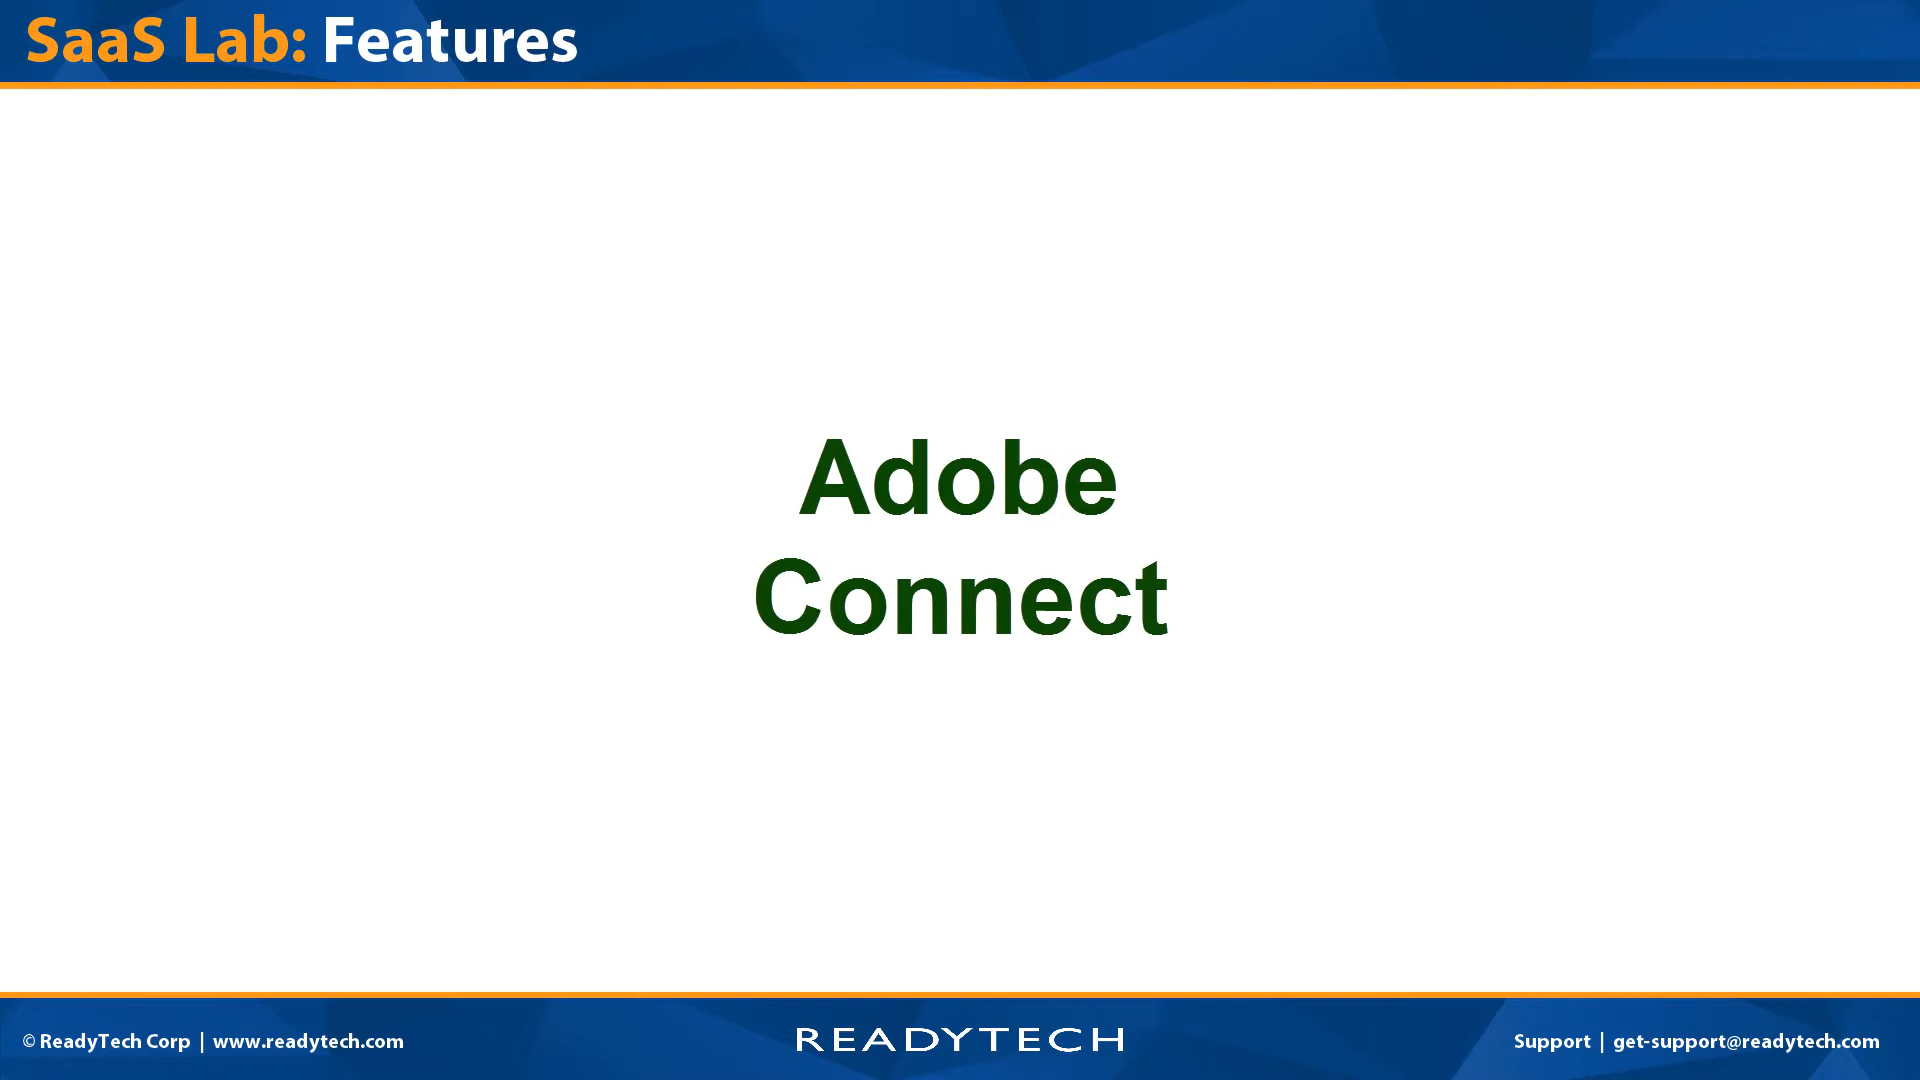 SaaS Lab: Features
Adobe
Connect
© ReadyTech Corp | www.readytech.com
READYTECH
Support | get-support@readytech.com